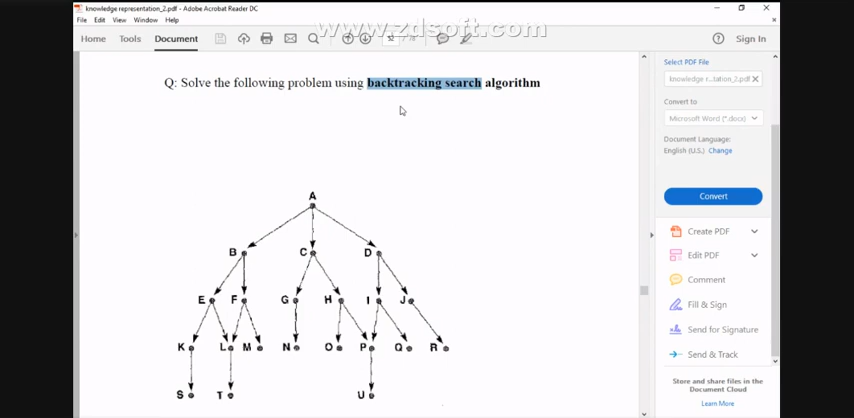 knowledge representation_2.pdf - Adobe Acrobat Reader DC
File Edit View Window Help
www.zdsoft.com
Home Tools Document 52 / 78 Sign In
Q: Solve the following problem using backtracking search algorithm
A
B C D
E F G H I J
K L M N O P Q R
S T U
Select PDF File
knowledge r...tation_2.pdf
Convert to
Microsoft Word (*.docx)
Document Language:
English (U.S.) Change
Convert
Create PDF
Edit PDF
Comment
Fill & Sign
Send for Signature
Send & Track
Store and share files in the
Document Cloud
Learn More